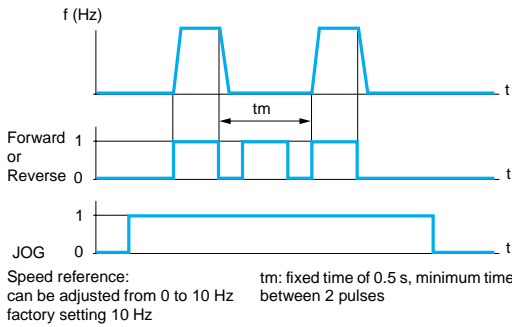 f (Hz)
t
tm
Forward
or
Reverse
1
0
t
1
0
JOG
t
Speed reference:
can be adjusted from 0 to 10 Hz
factory setting 10 Hz
tm: fixed time of 0.5 s, minimum time
between 2 pulses